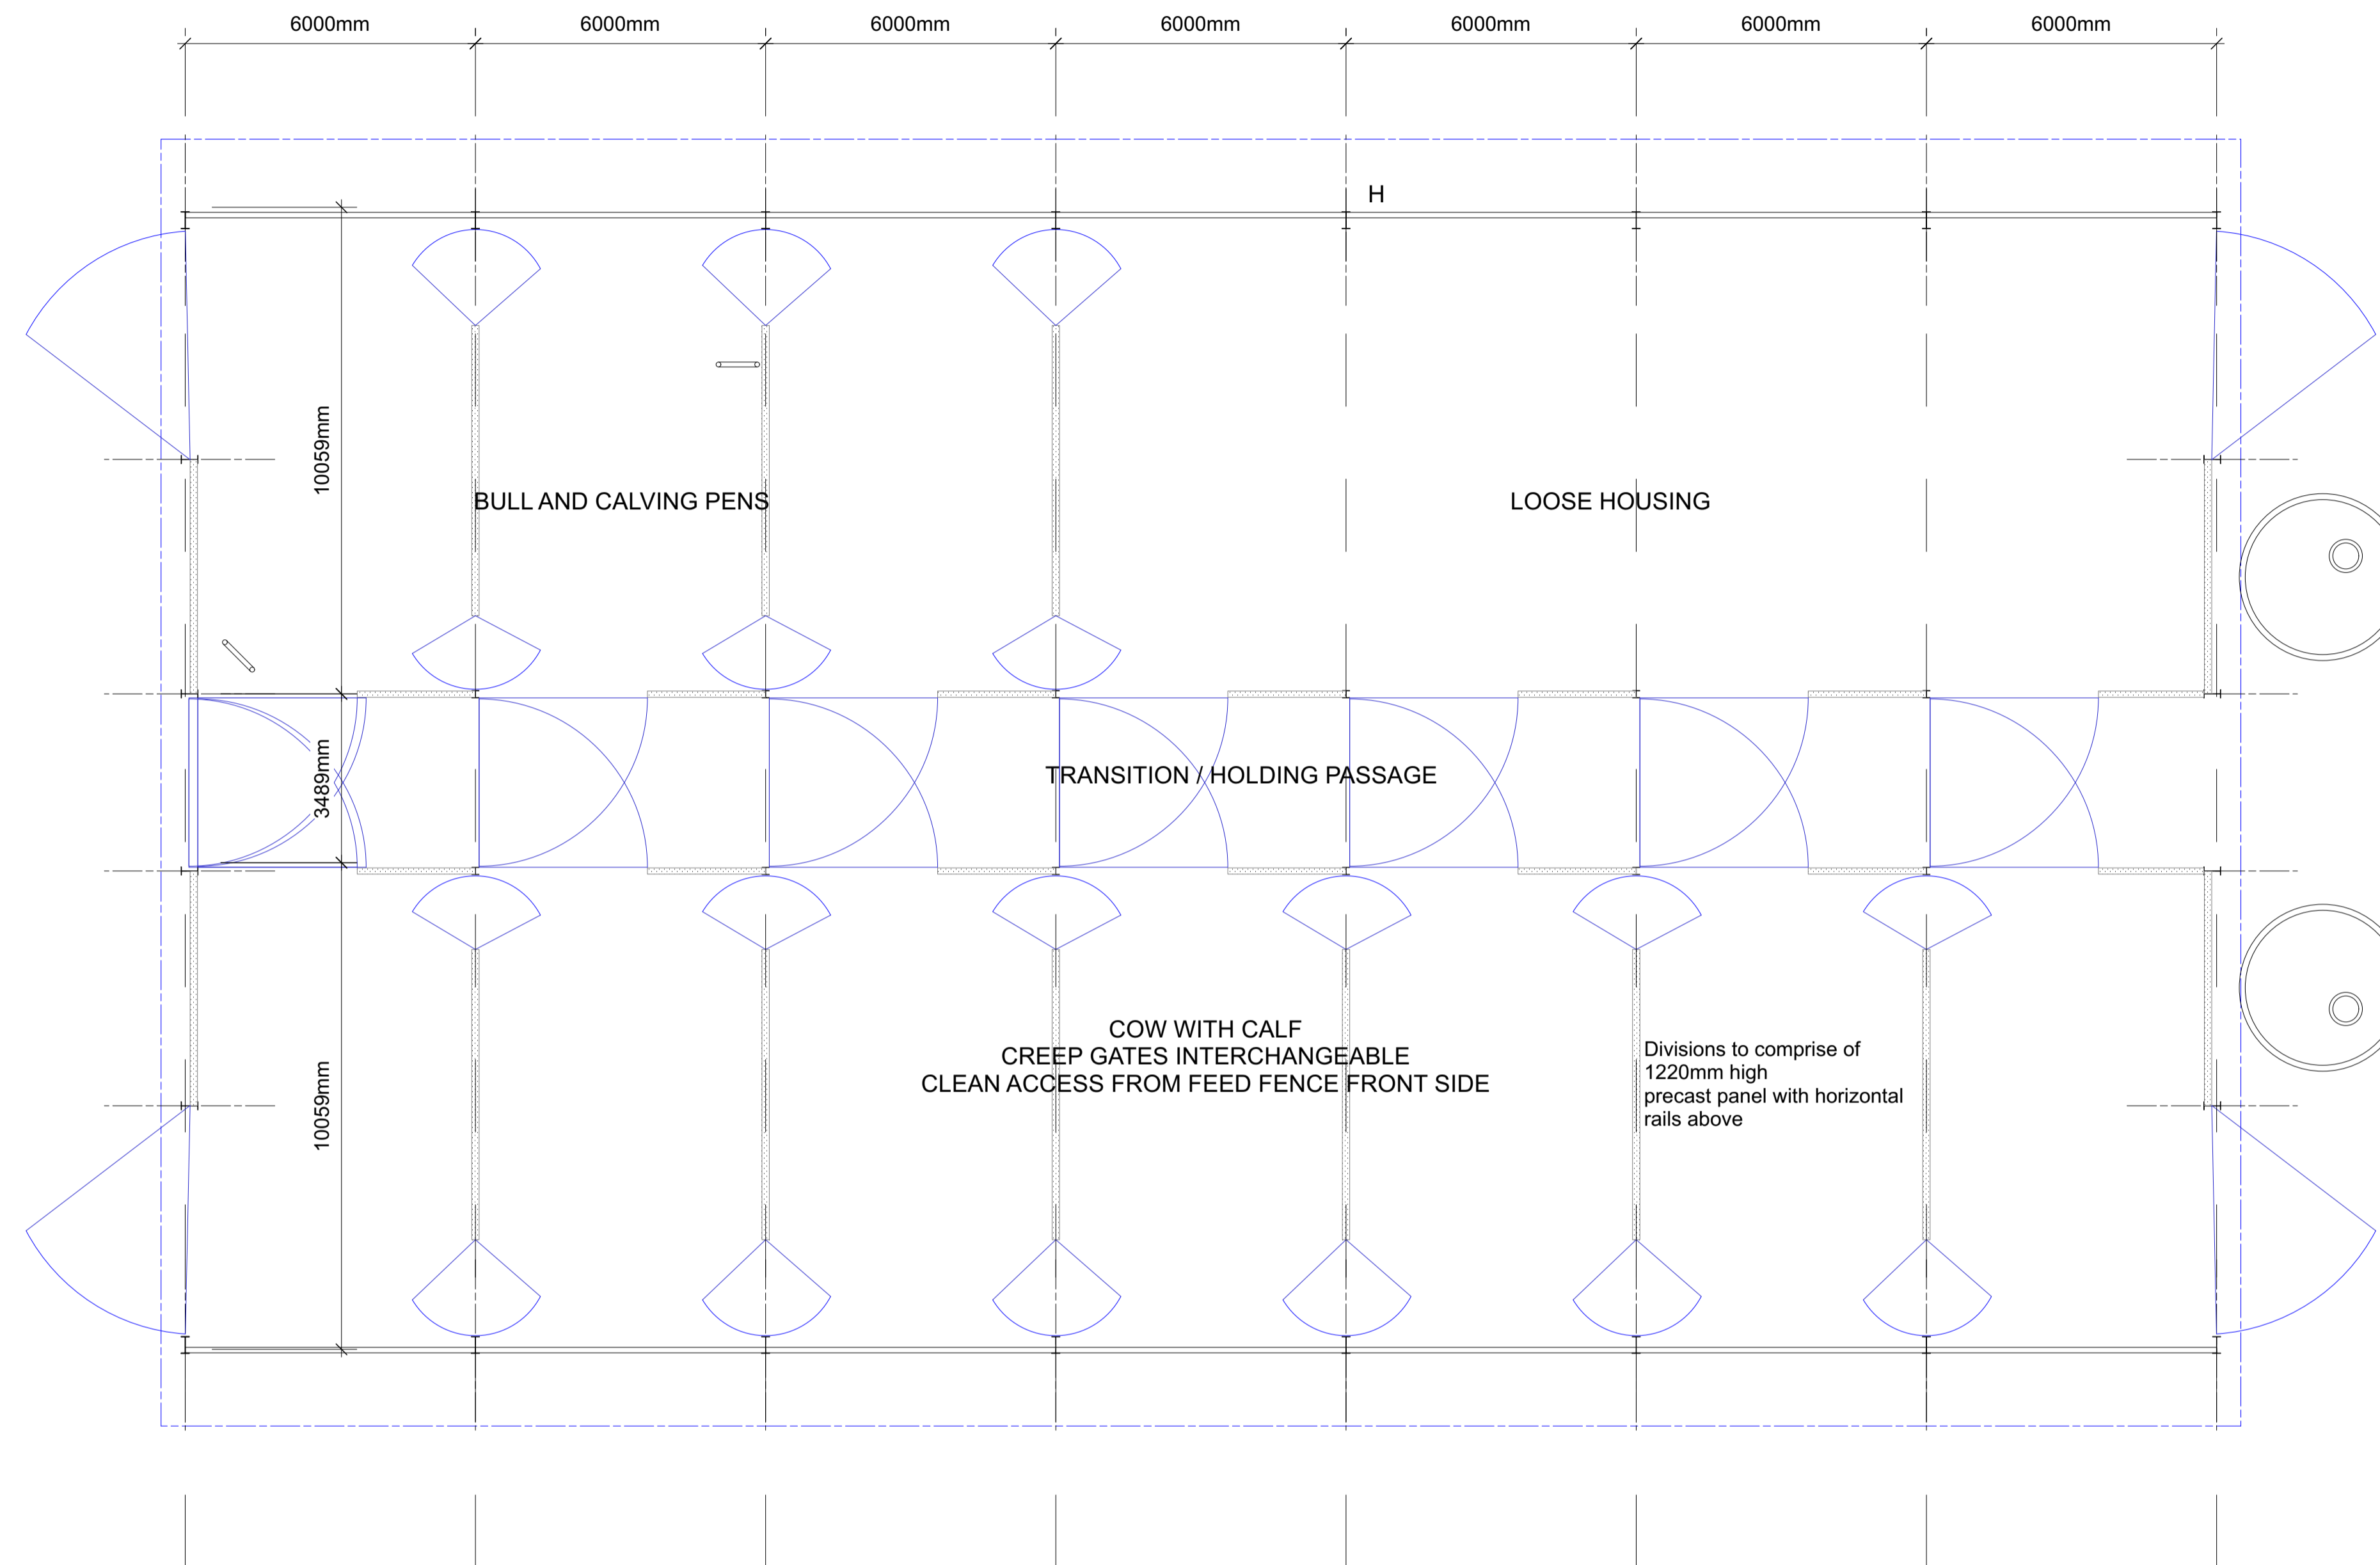 6000mm
6000mm
6000mm
6000mm
6000mm
6000mm
6000mm
H
10059mm
BULL AND CALVING PENS
LOOSE HOUSING
3489mm
TRANSITION / HOLDING PASSAGE
10059mm
COW WITH CALF
CREEP GATES INTERCHANGEABLE
CLEAN ACCESS FROM FEED FENCE FRONT SIDE
Divisions to comprise of
1220mm high
precast panel with horizontal
rails above